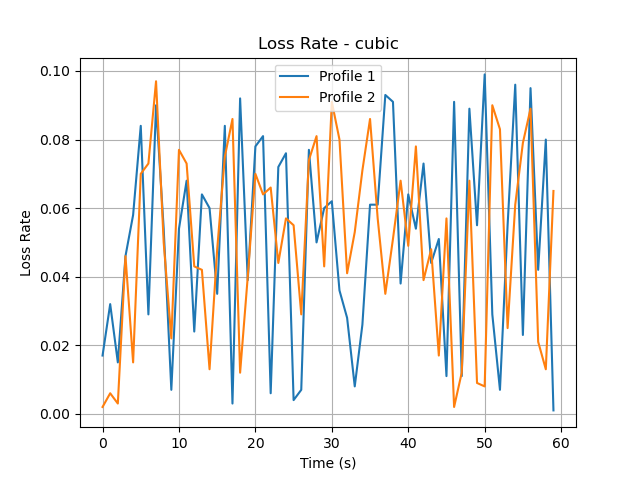 Loss Rate - cubic
Profile 1
Profile 2
Loss Rate
0.10
0.08
0.06
0.04
0.02
0.00
0 10 20 30 40 50 60
Time (s)